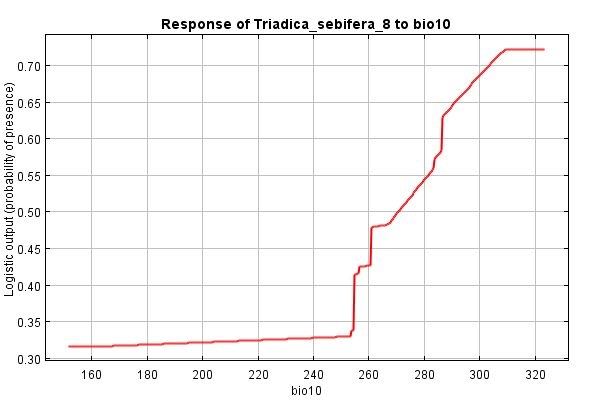 Response of Triadica_sebifera_8 to bio10
Logistic output (probability of presence)
0.70
0.65
0.60
0.55
0.50
0.45
0.40
0.35
0.30
160 180 200 220 240 260 280 300 320
bio10